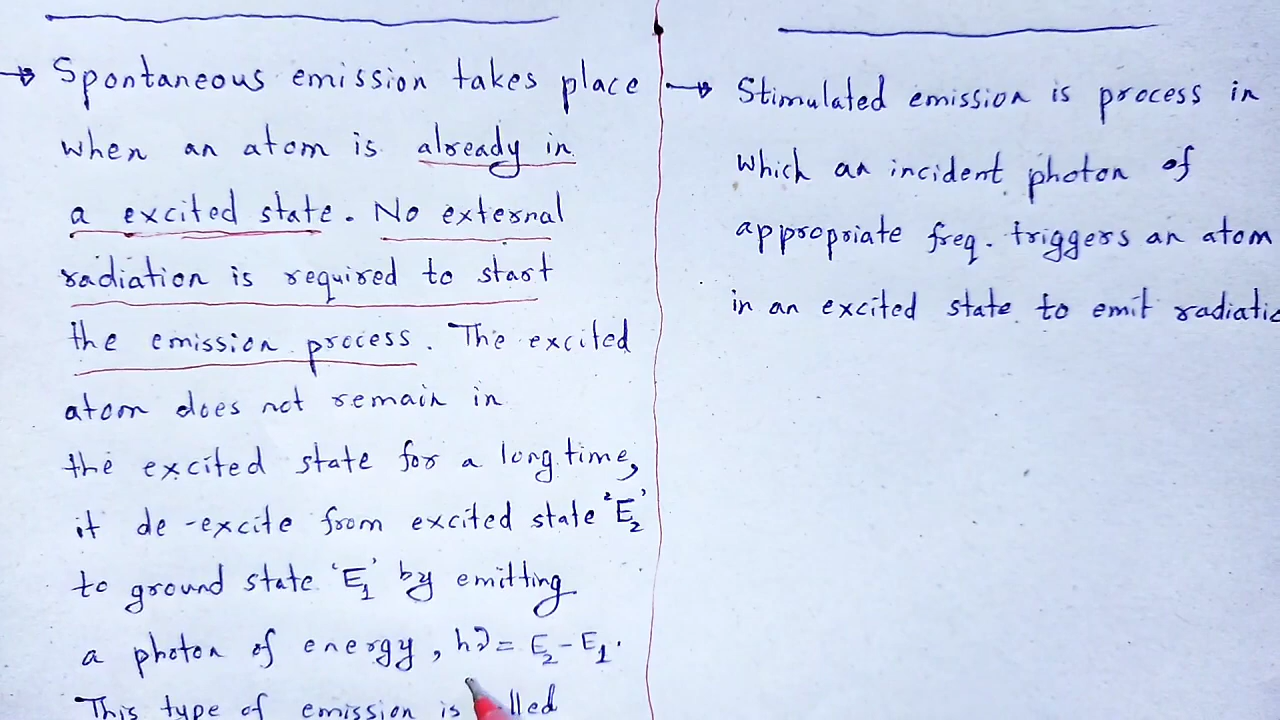 → Spontaneous emission takes place
when an atom is already in
a excited state. No external
radiation is required to start
the emission process. The excited
atom does not remain in
the excited state for a long time,
it de-excite from excited state 'E₂'
to ground state 'E₁' by emitting
a photon of energy, hν = E₂ - E₁.
This type of emission is
→ Stimulated emission is process in
which an incident photon of
appropriate freq. triggers an atom
in an excited state to emit radiatio